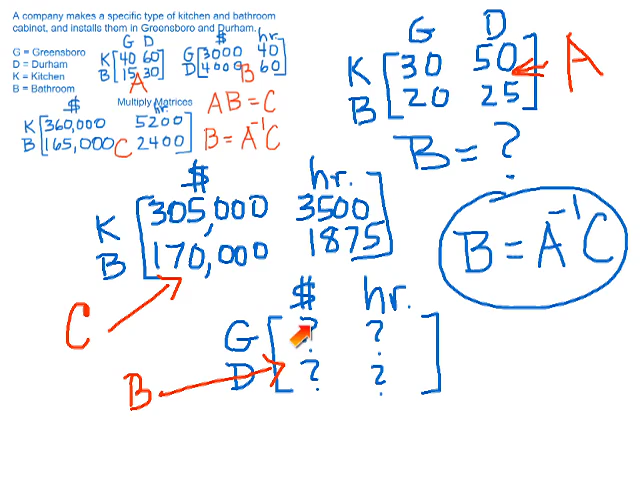 A company makes a specific type of kitchen and bathroom
cabinet, and installs them in Greensboro and Durham.
G = Greensboro
D = Durham
K = Kitchen
B = Bathroom
G D
K [40 60]
B [15 30]
A
$ hr
G [3000 40]
D [4000 60]
B
Multiply Matrices
$ hr.
K [360,000 5200]
B [165,000 2400]
C
AB = C
B = A⁻¹C
G D
K [30 50]
B [20 25]
A
B = ?
$ hr.
K [305,000 3500]
B [170,000 1875]
C
B = A⁻¹C
$ hr.
G [? ?]
D [? ?]
B